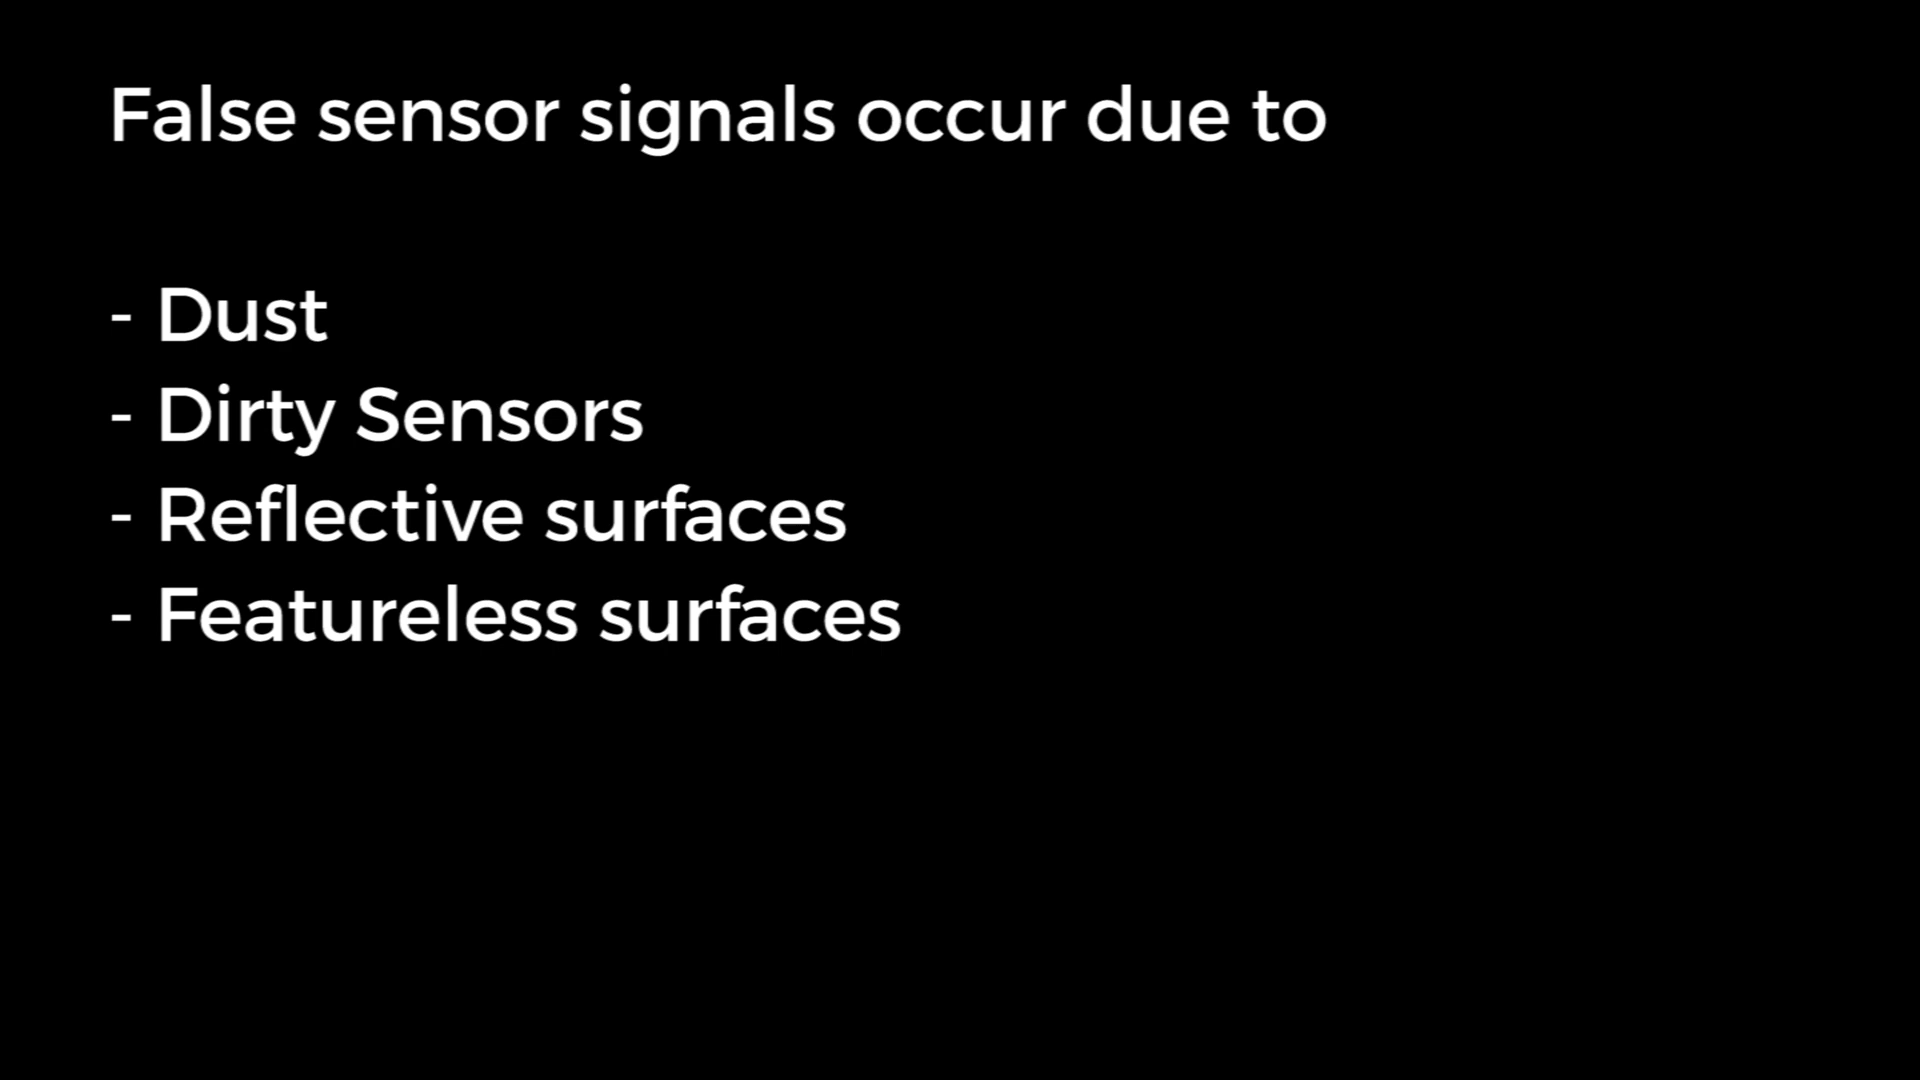 False sensor signals occur due to
- Dust
- Dirty Sensors
- Reflective surfaces
- Featureless surfaces